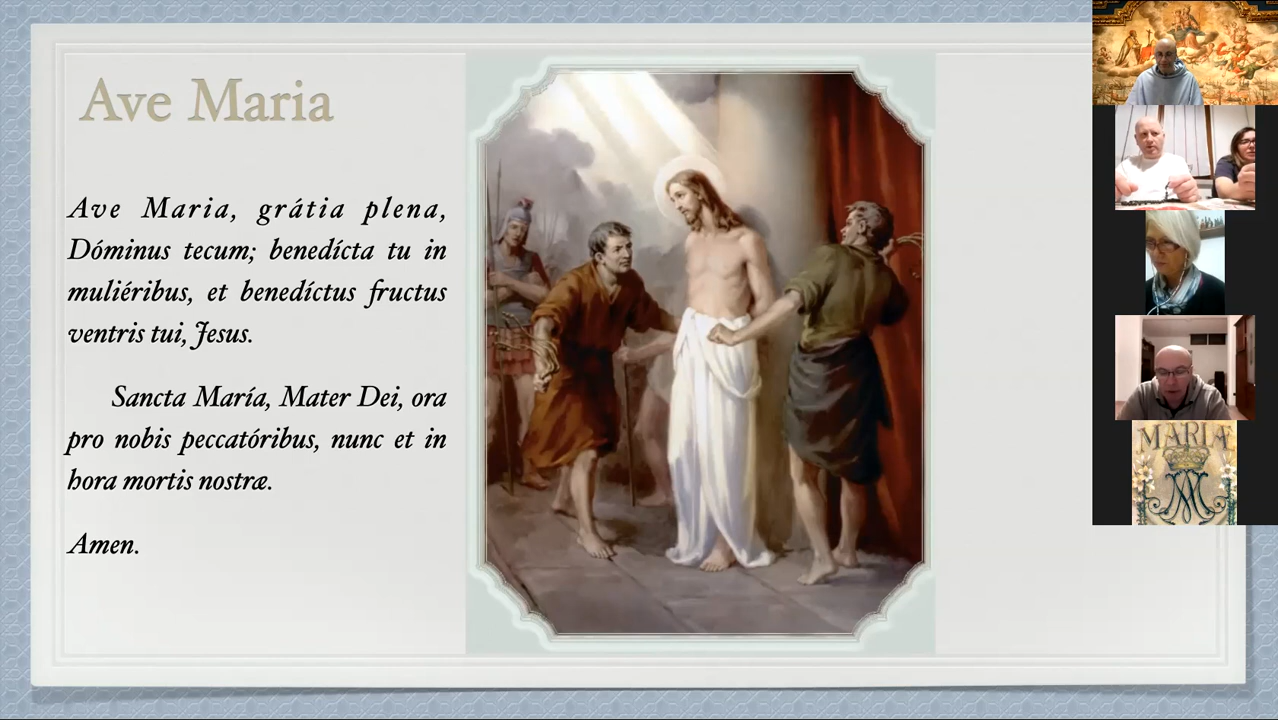 Ave Maria
Ave Maria, grátia plena,
Dóminus tecum; benedícta tu in
muliéribus, et benedíctus fructus
ventris tui, Jesus.
Sancta María, Mater Dei, ora
pro nobis peccatóribus, nunc et in
hora mortis nostræ.
Amen.
MARIÆ